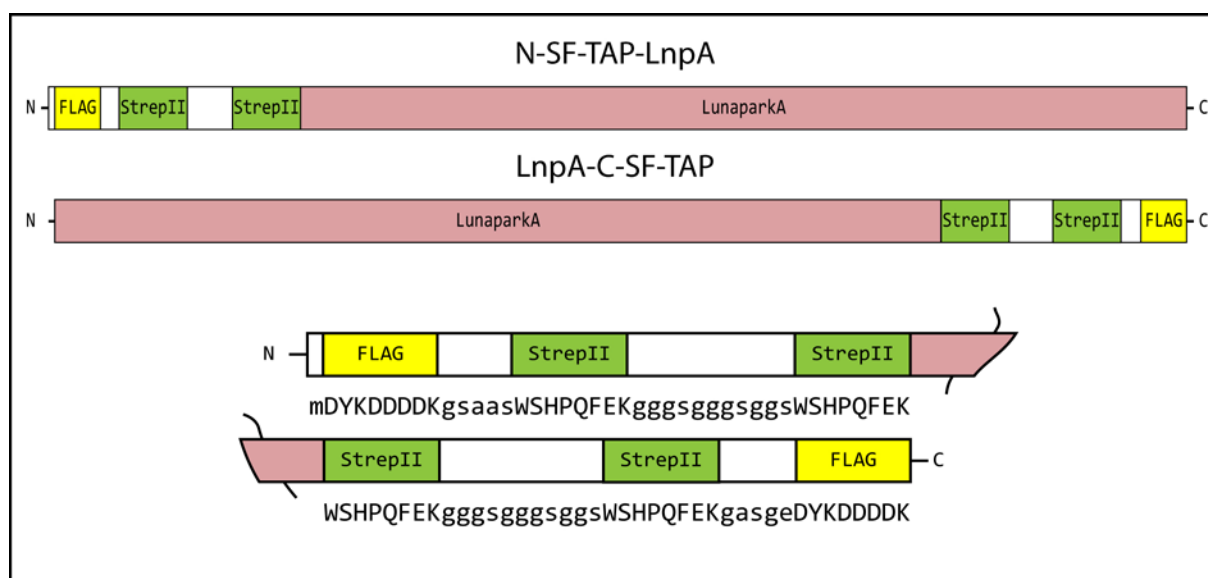 N-SF-TAP-LnpA
N FLAG StrepII StrepII LunaparkA C
LnpA-C-SF-TAP
N LunaparkA StrepII StrepII FLAG C
N FLAG StrepII StrepII
mDYKDDDDKgsaasWSHPQFEKgggsgggsggsWSHPQFEK
StrepII StrepII FLAG C
WSHPQFEKgggsgggsggsWSHPQFEKgasgeDYKDDDDK